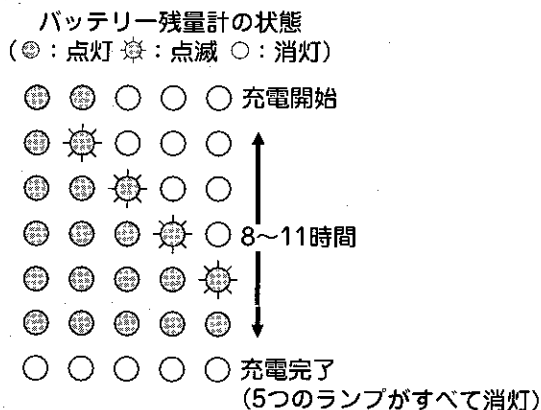 バッテリー残量計の状態
(◍：点灯 ☼：点滅 ○：消灯)
充電開始
8〜11時間
充電完了
(5つのランプがすべて消灯)